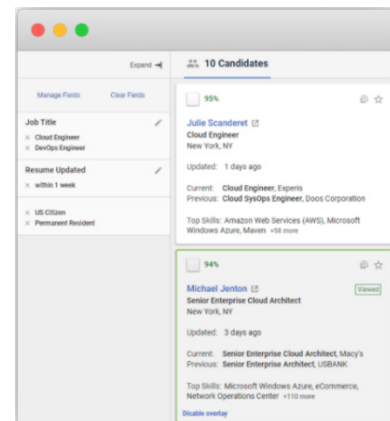 Expand
Manage Fields
Clear Fields
Job Title
× Cloud Engineer
× DevOps Engineer
Resume Updated
× within 1 week
× US Citizen
× Permanent Resident
10 Candidates
95%
Julie Scanderet
Cloud Engineer
New York, NY
Updated: 1 days ago
Current: Cloud Engineer, Experis
Previous: Cloud SysOps Engineer, Doos Corporation
Top Skills: Amazon Web Services (AWS), Microsoft
Windows Azure, Maven +58 more
94%
Michael Jenton
Viewed
Senior Enterprise Cloud Architect
New York, NY
Updated: 3 days ago
Current: Senior Enterprise Cloud Architect, Macy's
Previous: Senior Enterprise Architect, USBANK
Top Skills: Microsoft Windows Azure, eCommerce,
Network Operations Center +110 more
Disable overlay